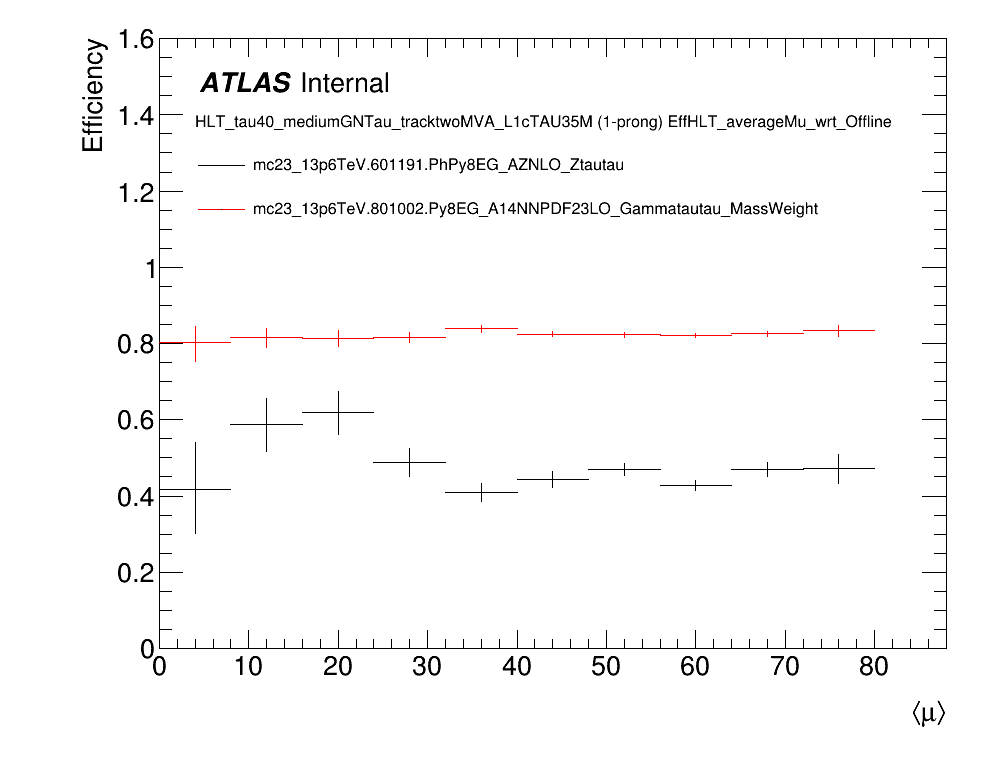 Efficiency
1.6
1.4
1.2
1
0.8
0.6
0.4
0.2
0
ATLAS Internal
HLT_tau40_mediumGNTau_tracktwoMVA_L1cTAU35M (1-prong) EffHLT_averageMu_wrt_Offline
mc23_13p6TeV.601191.PhPy8EG_AZNLO_Ztautau
mc23_13p6TeV.801002.Py8EG_A14NNPDF23LO_Gammatautau_MassWeight
0 10 20 30 40 50 60 70 80
⟨μ⟩